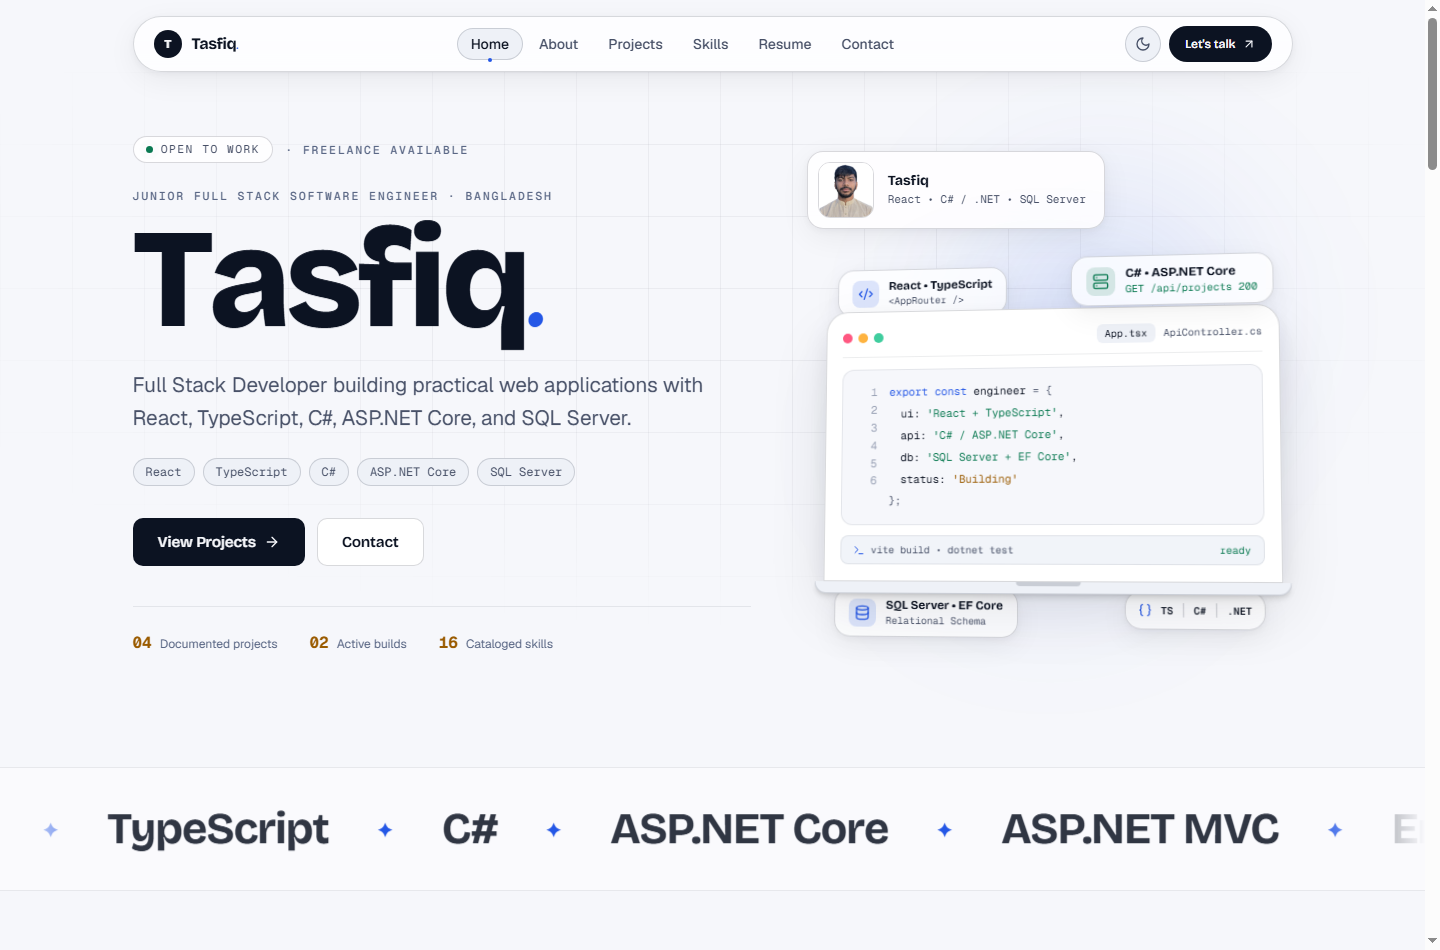 T Tasfiq.
Home About Projects Skills Resume Contact
Let's talk
OPEN TO WORK · FREELANCE AVAILABLE
JUNIOR FULL STACK SOFTWARE ENGINEER · BANGLADESH
Tasfiq.
Full Stack Developer building practical web applications with
React, TypeScript, C#, ASP.NET Core, and SQL Server.
React TypeScript C# ASP.NET Core SQL Server
View Projects → Contact
04 Documented projects 02 Active builds 16 Cataloged skills
Tasfiq
React • C# / .NET • SQL Server
React • TypeScript
<AppRouter />
C# • ASP.NET Core
GET /api/projects 200
App.tsx ApiController.cs
1 export const engineer = {
2 ui: 'React + TypeScript',
3 api: 'C# / ASP.NET Core',
4 db: 'SQL Server + EF Core',
5 status: 'Building'
6 };
>_ vite build • dotnet test ready
SQL Server • EF Core
Relational Schema
{} TS | C# | .NET
✦ TypeScript ✦ C# ✦ ASP.NET Core ✦ ASP.NET MVC ✦